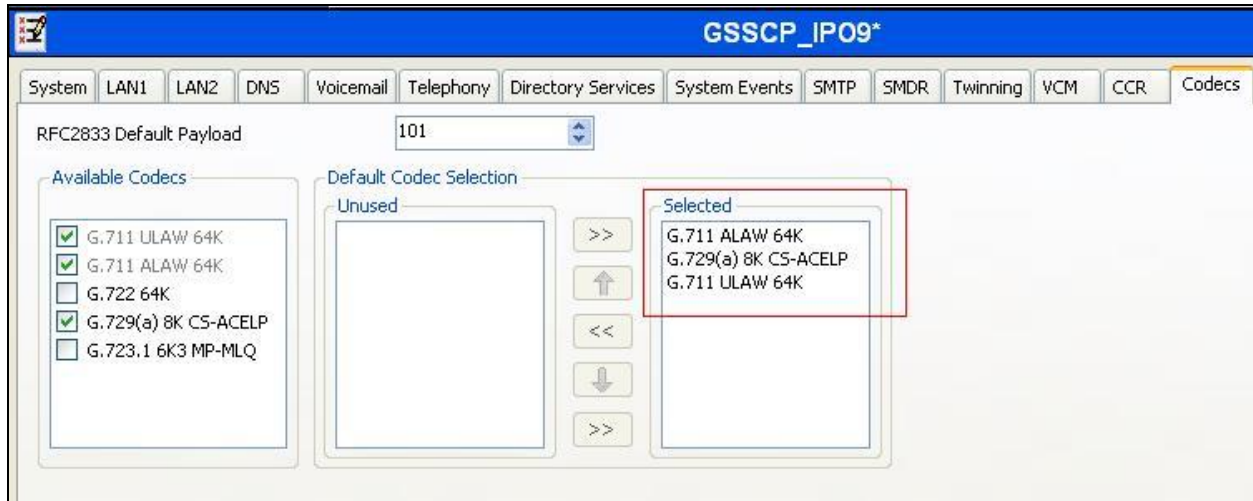 GSSCP_IPO9*
System LAN1 LAN2 DNS Voicemail Telephony Directory Services System Events SMTP SMDR Twinning VCM CCR Codecs
RFC2833 Default Payload 101
Available Codecs
G.711 ULAW 64K
G.711 ALAW 64K
G.722 64K
G.729(a) 8K CS-ACELP
G.723.1 6K3 MP-MLQ
Default Codec Selection
Unused
>>
<<
>>
Selected
G.711 ALAW 64K
G.729(a) 8K CS-ACELP
G.711 ULAW 64K